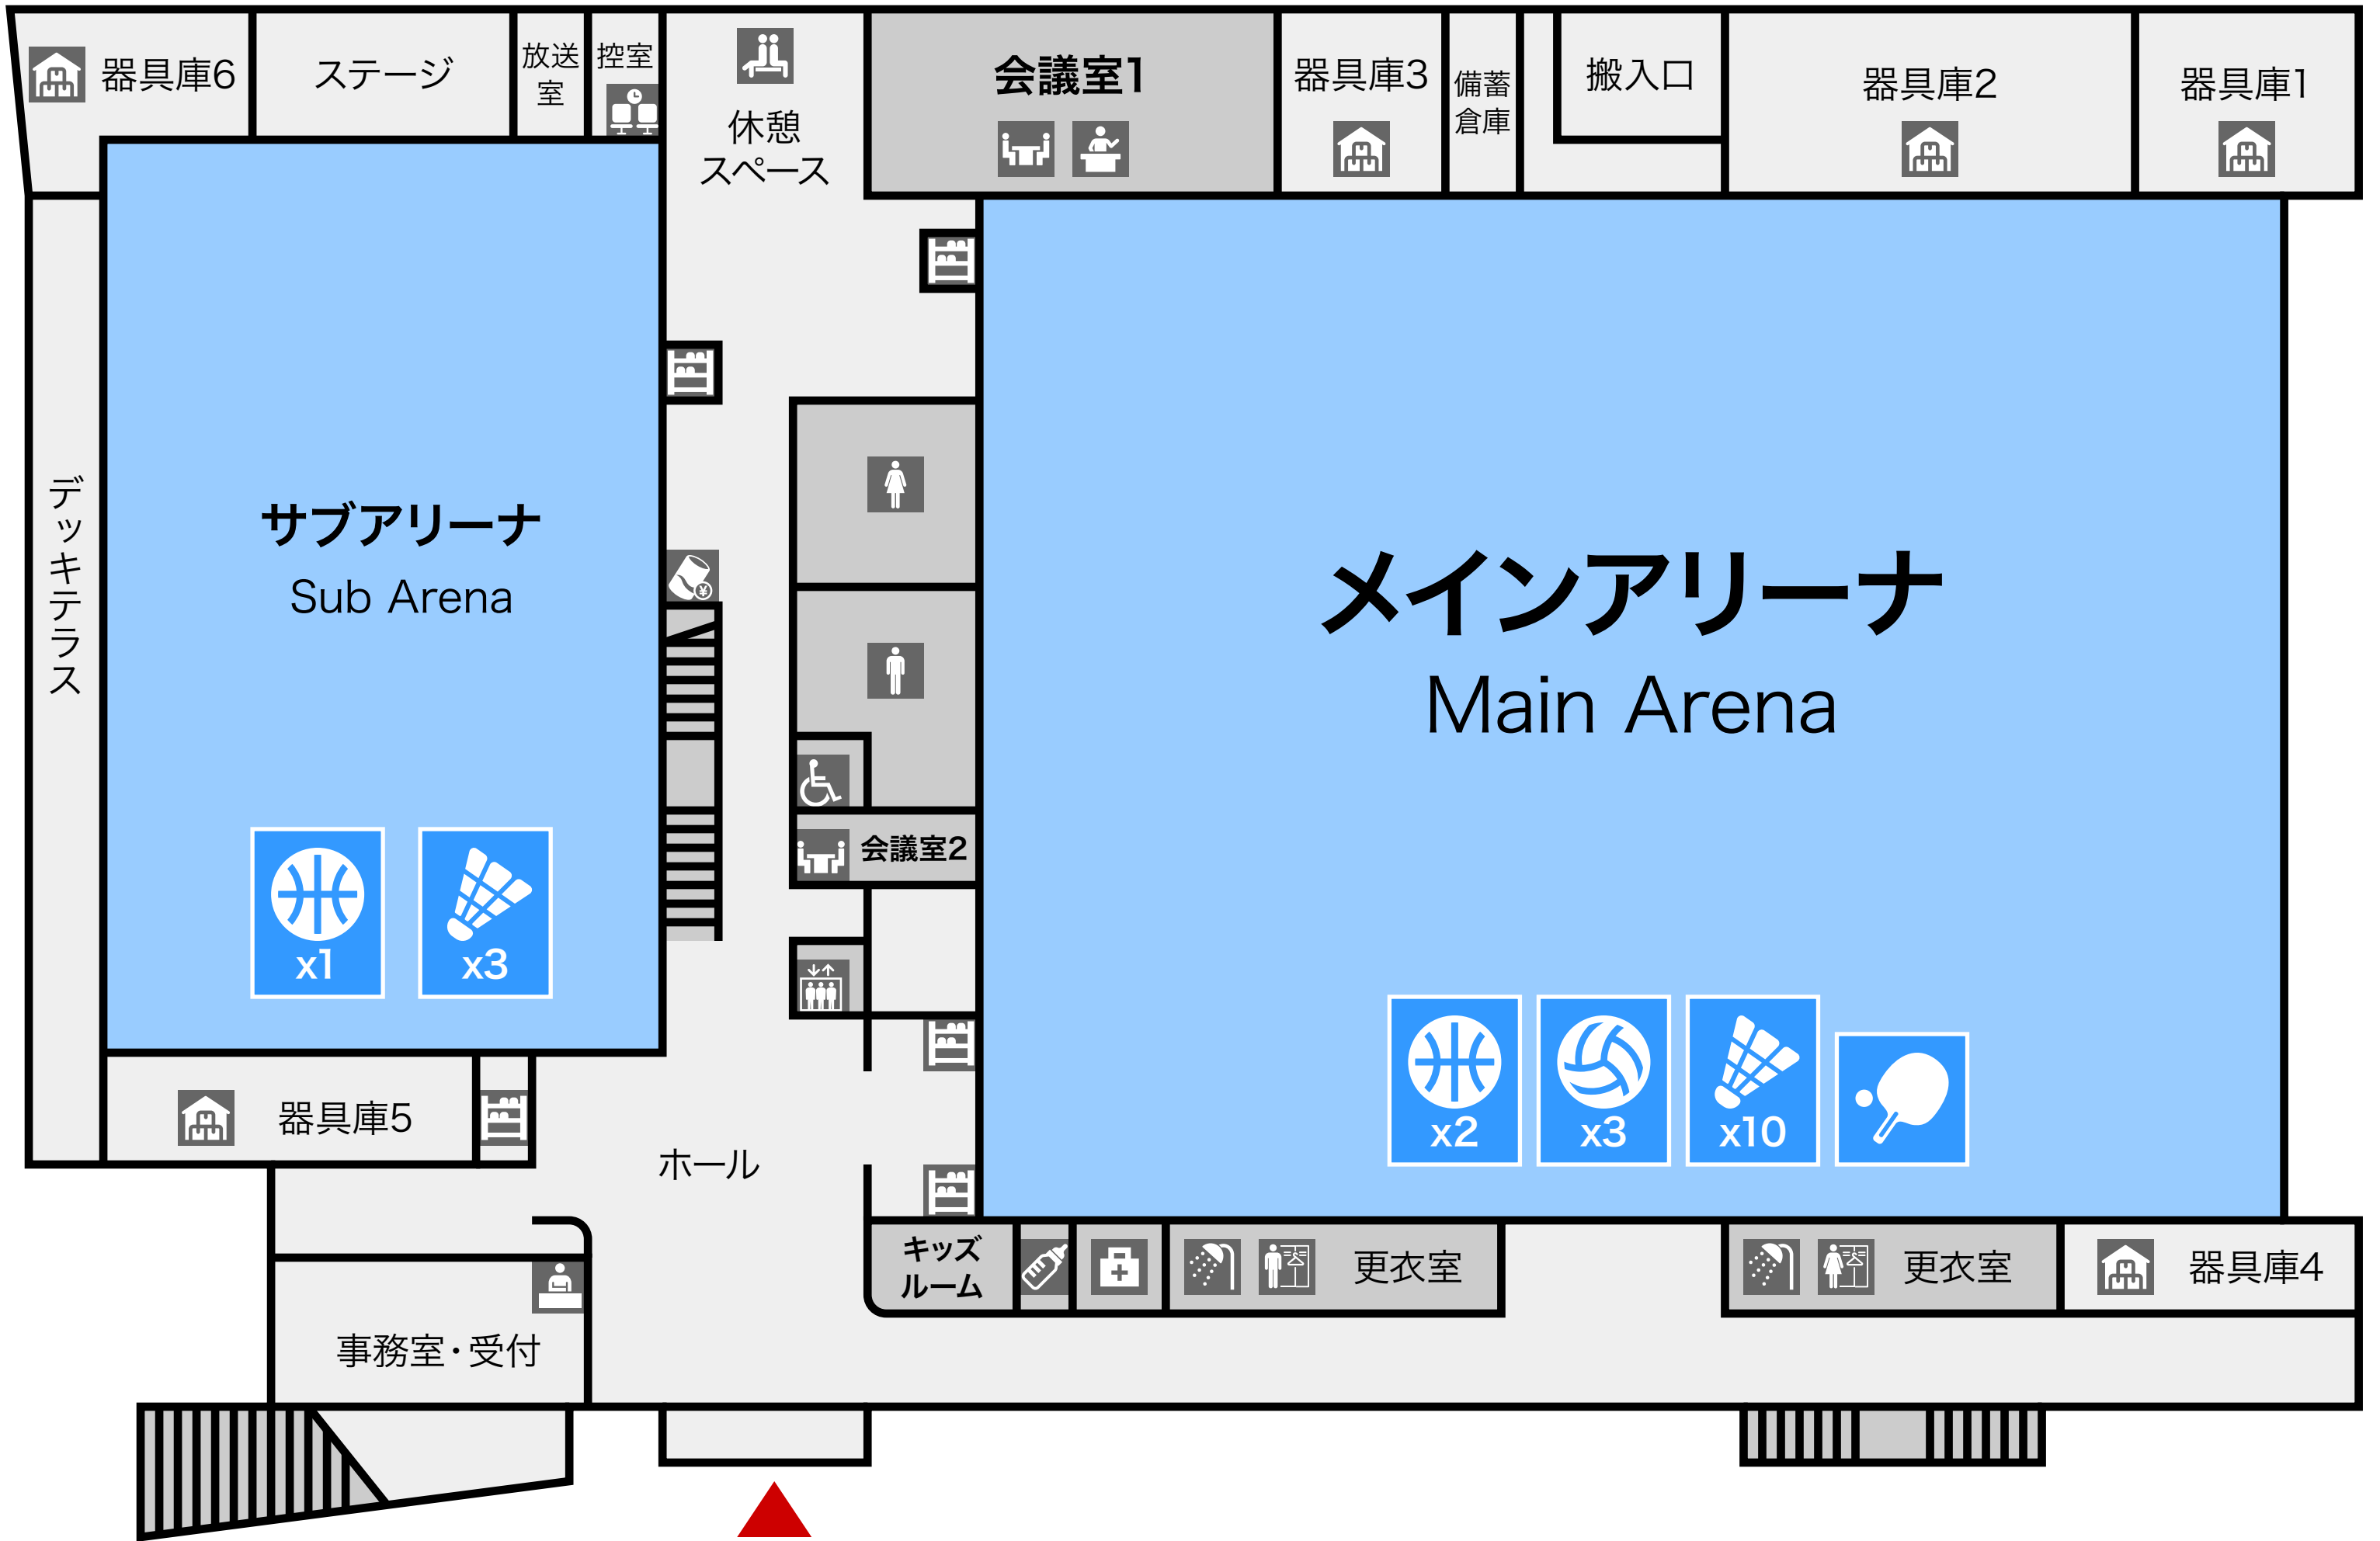 器具庫6
ステージ
放送
室
控室
休憩
スペース
会議室1
器具庫3
備蓄
倉庫
搬入口
器具庫2
器具庫1
デッキテラス
サブアリーナ
Sub Arena
x1
x3
¥
メインアリーナ
Main Arena
会議室2
x2
x3
x10
器具庫5
ホール
キッズ
ルーム
更衣室
更衣室
器具庫4
事務室・受付